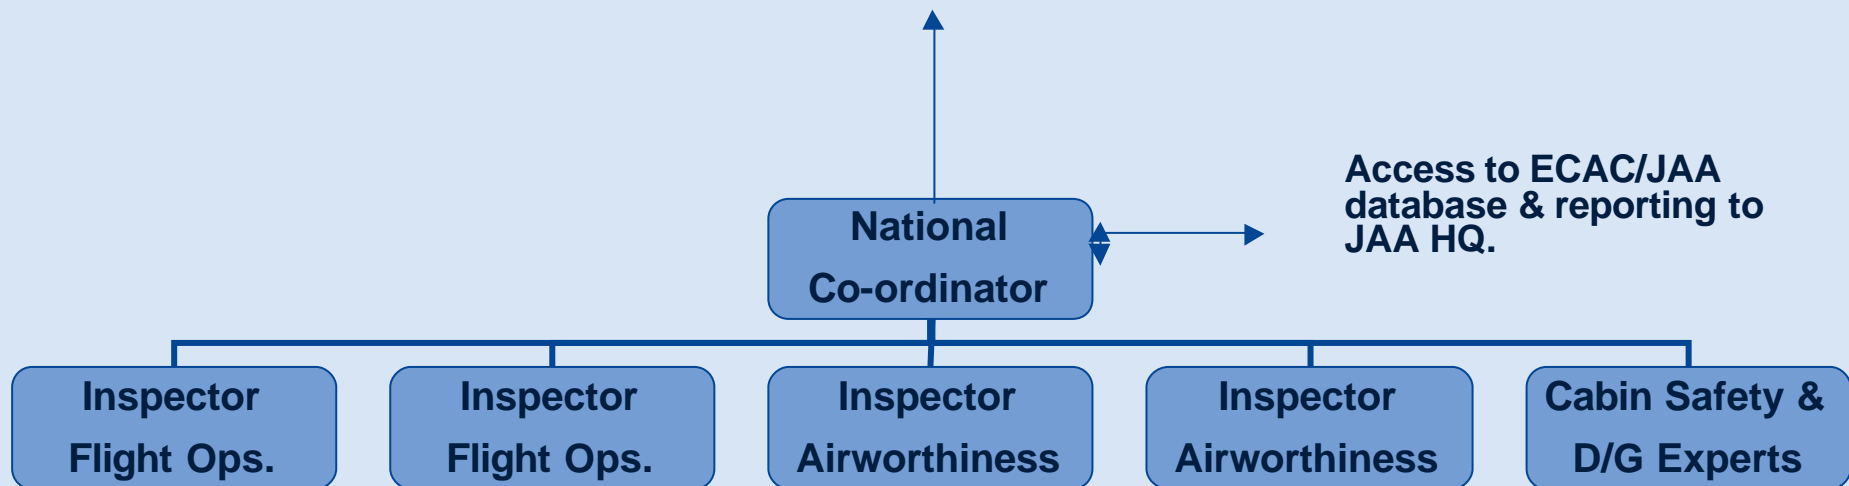 Access to ECAC/JAA
database & reporting to
JAA HQ.
National
Co-ordinator
Inspector
Flight Ops.
Inspector
Flight Ops.
Inspector
Airworthiness
Inspector
Airworthiness
Cabin Safety &
D/G Experts